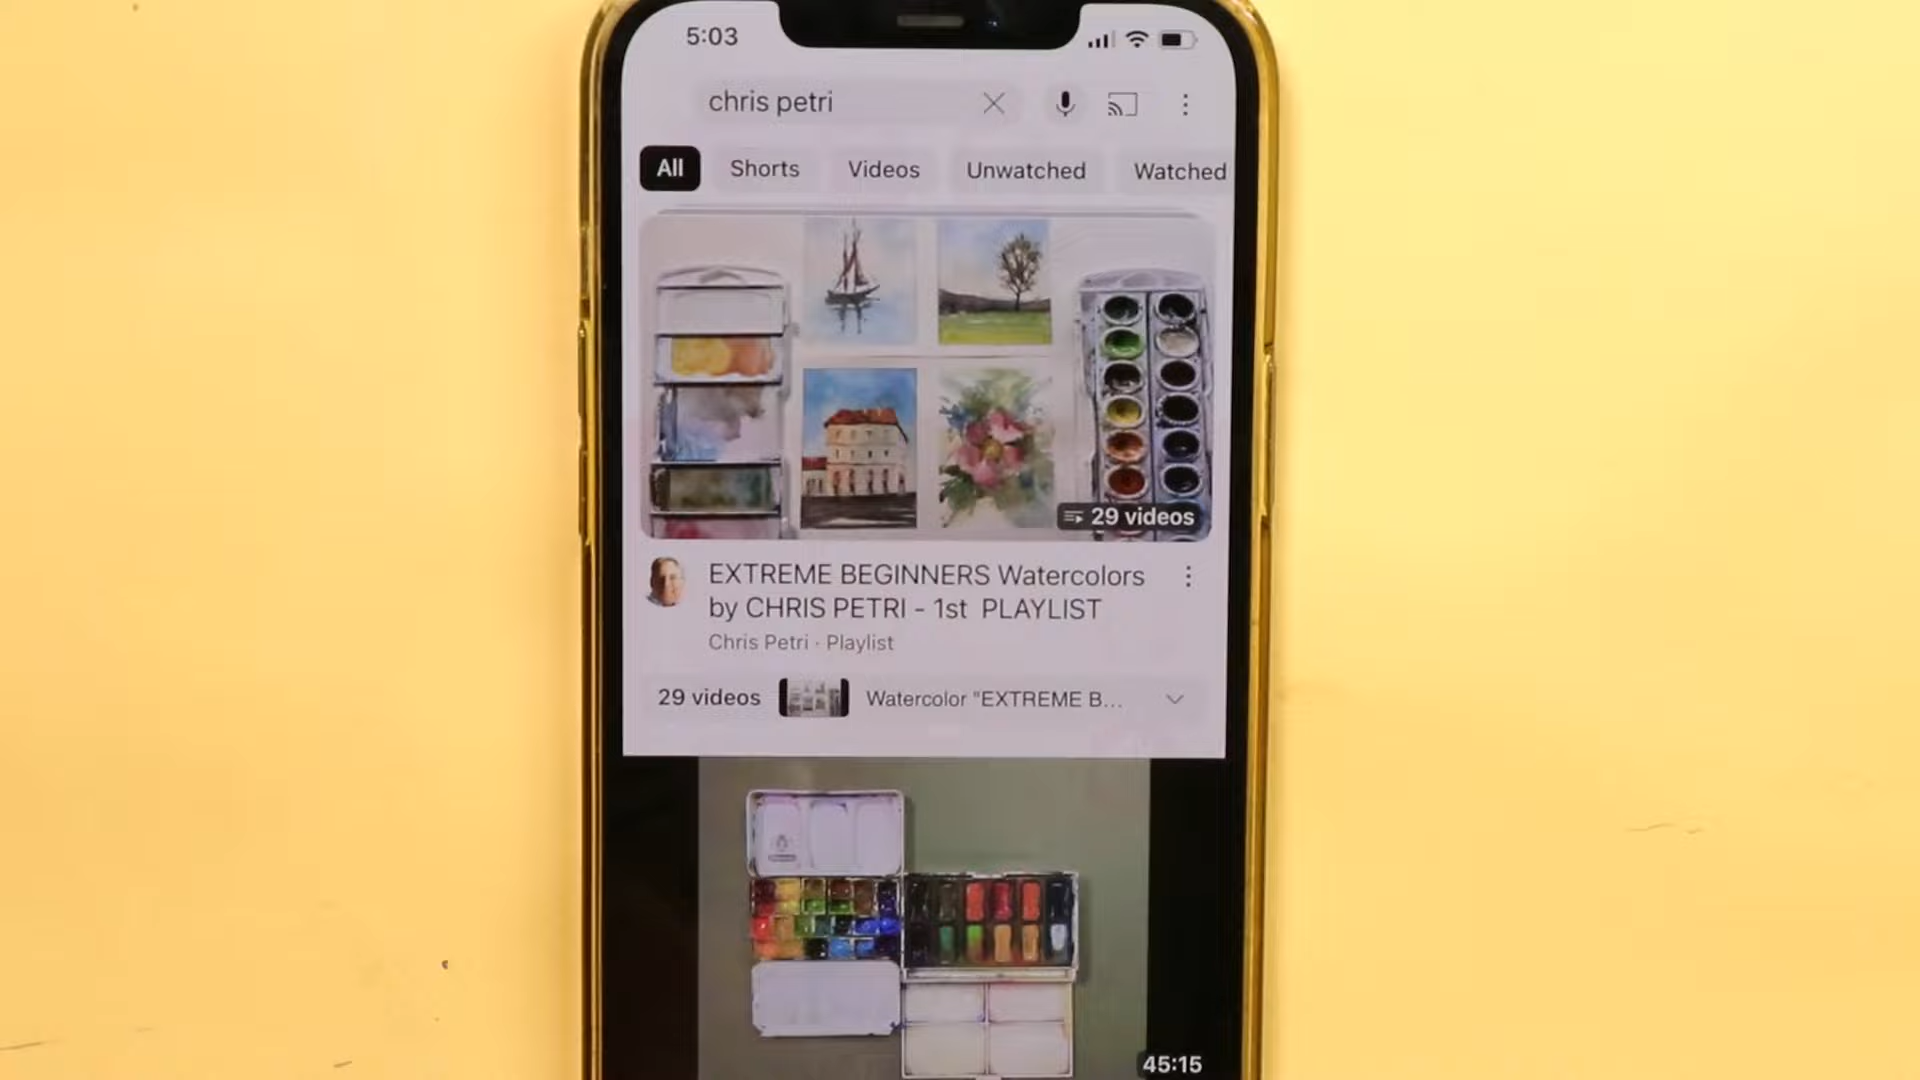 5:03
chris petri
All
Shorts
Videos
Unwatched
Watched
29 videos
EXTREME BEGINNERS Watercolors
by CHRIS PETRI - 1st PLAYLIST
Chris Petri · Playlist
29 videos
Watercolor "EXTREME B...
45:15